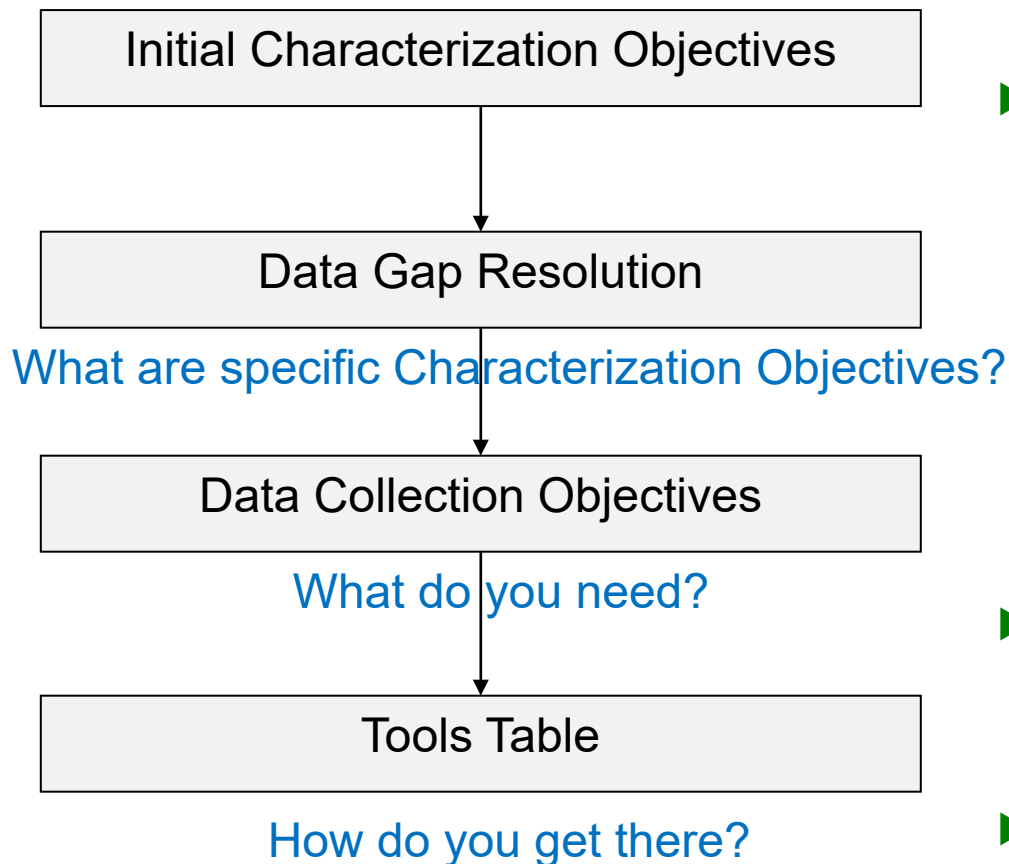 Initial Characterization Objectives
Data Gap Resolution
What are specific Characterization Objectives?
Data Collection Objectives
What do you need?
Tools Table
How do you get there?